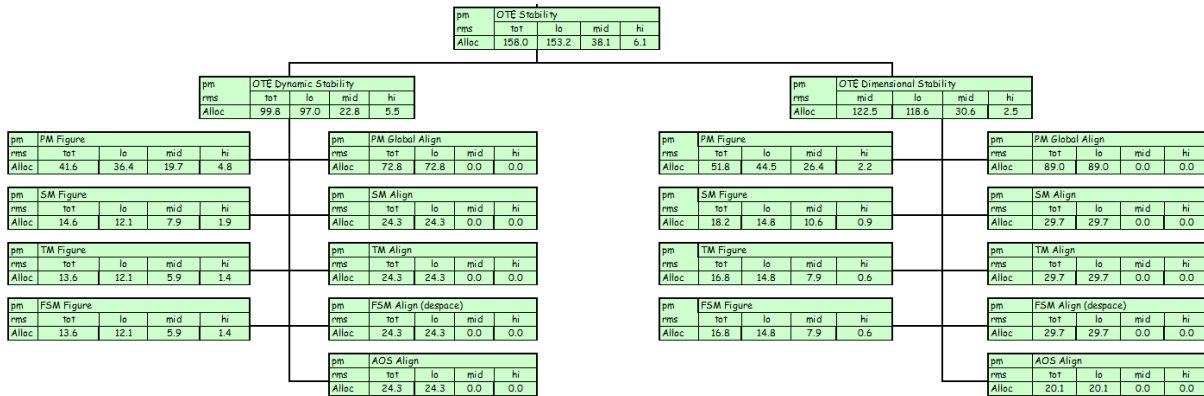 pm OTE Stability
rms tot lo mid hi
Alloc 158.0 153.2 38.1 6.1
pm OTE Dynamic Stability
rms tot lo mid hi
Alloc 99.8 97.0 22.8 5.5
pm OTE Dimensional Stability
rms mid lo mid hi
Alloc 122.5 118.6 30.6 2.5
pm PM Figure
rms tot lo mid hi
Alloc 41.6 36.4 19.7 4.8
pm PM Global Align
rms tot lo mid hi
Alloc 72.8 72.8 0.0 0.0
pm PM Figure
rms tot lo mid hi
Alloc 51.8 44.5 26.4 2.2
pm PM Global Align
rms tot lo mid hi
Alloc 89.0 89.0 0.0 0.0
pm SM Figure
rms tot lo mid hi
Alloc 14.6 12.1 7.9 1.9
pm SM Align
rms tot lo mid hi
Alloc 24.3 24.3 0.0 0.0
pm SM Figure
rms tot lo mid hi
Alloc 18.2 14.8 10.6 0.9
pm SM Align
rms tot lo mid hi
Alloc 29.7 29.7 0.0 0.0
pm TM Figure
rms tot lo mid hi
Alloc 13.6 12.1 5.9 1.4
pm TM Align
rms tot lo mid hi
Alloc 24.3 24.3 0.0 0.0
pm TM Figure
rms tot lo mid hi
Alloc 16.8 14.8 7.9 0.6
pm TM Align
rms tot lo mid hi
Alloc 29.7 29.7 0.0 0.0
pm FSM Figure
rms tot lo mid hi
Alloc 13.6 12.1 5.9 1.4
pm FSM Align (despace)
rms tot lo mid hi
Alloc 24.3 24.3 0.0 0.0
pm FSM Figure
rms tot lo mid hi
Alloc 16.8 14.8 7.9 0.6
pm FSM Align (despace)
rms tot lo mid hi
Alloc 29.7 29.7 0.0 0.0
pm AOS Align
rms tot lo mid hi
Alloc 24.3 24.3 0.0 0.0
pm AOS Align
rms tot lo mid hi
Alloc 20.1 20.1 0.0 0.0